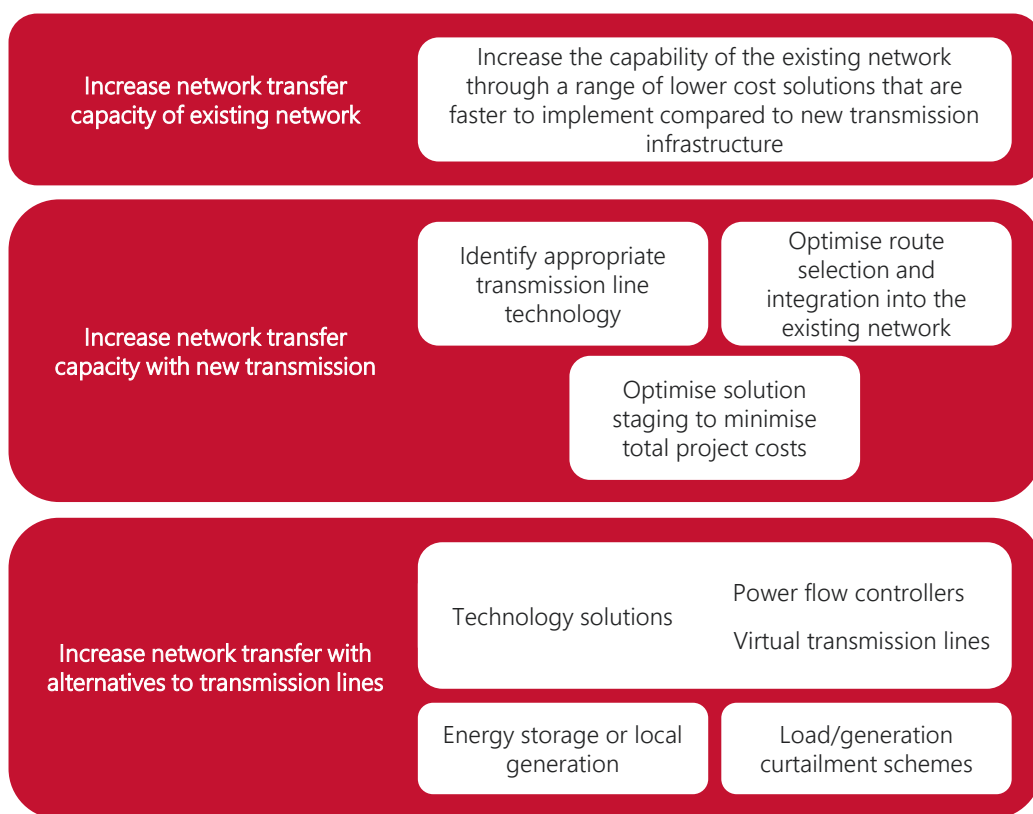 Increase network transfer
capacity of existing network
Increase the capability of the existing network
through a range of lower cost solutions that are
faster to implement compared to new transmission
infrastructure
Increase network transfer
capacity with new transmission
Identify appropriate
transmission line
technology
Optimise route
selection and
integration into the
existing network
Optimise solution
staging to minimise
total project costs
Increase network transfer with
alternatives to transmission lines
Technology solutions
Power flow controllers
Virtual transmission lines
Energy storage or local
generation
Load/generation
curtailment schemes